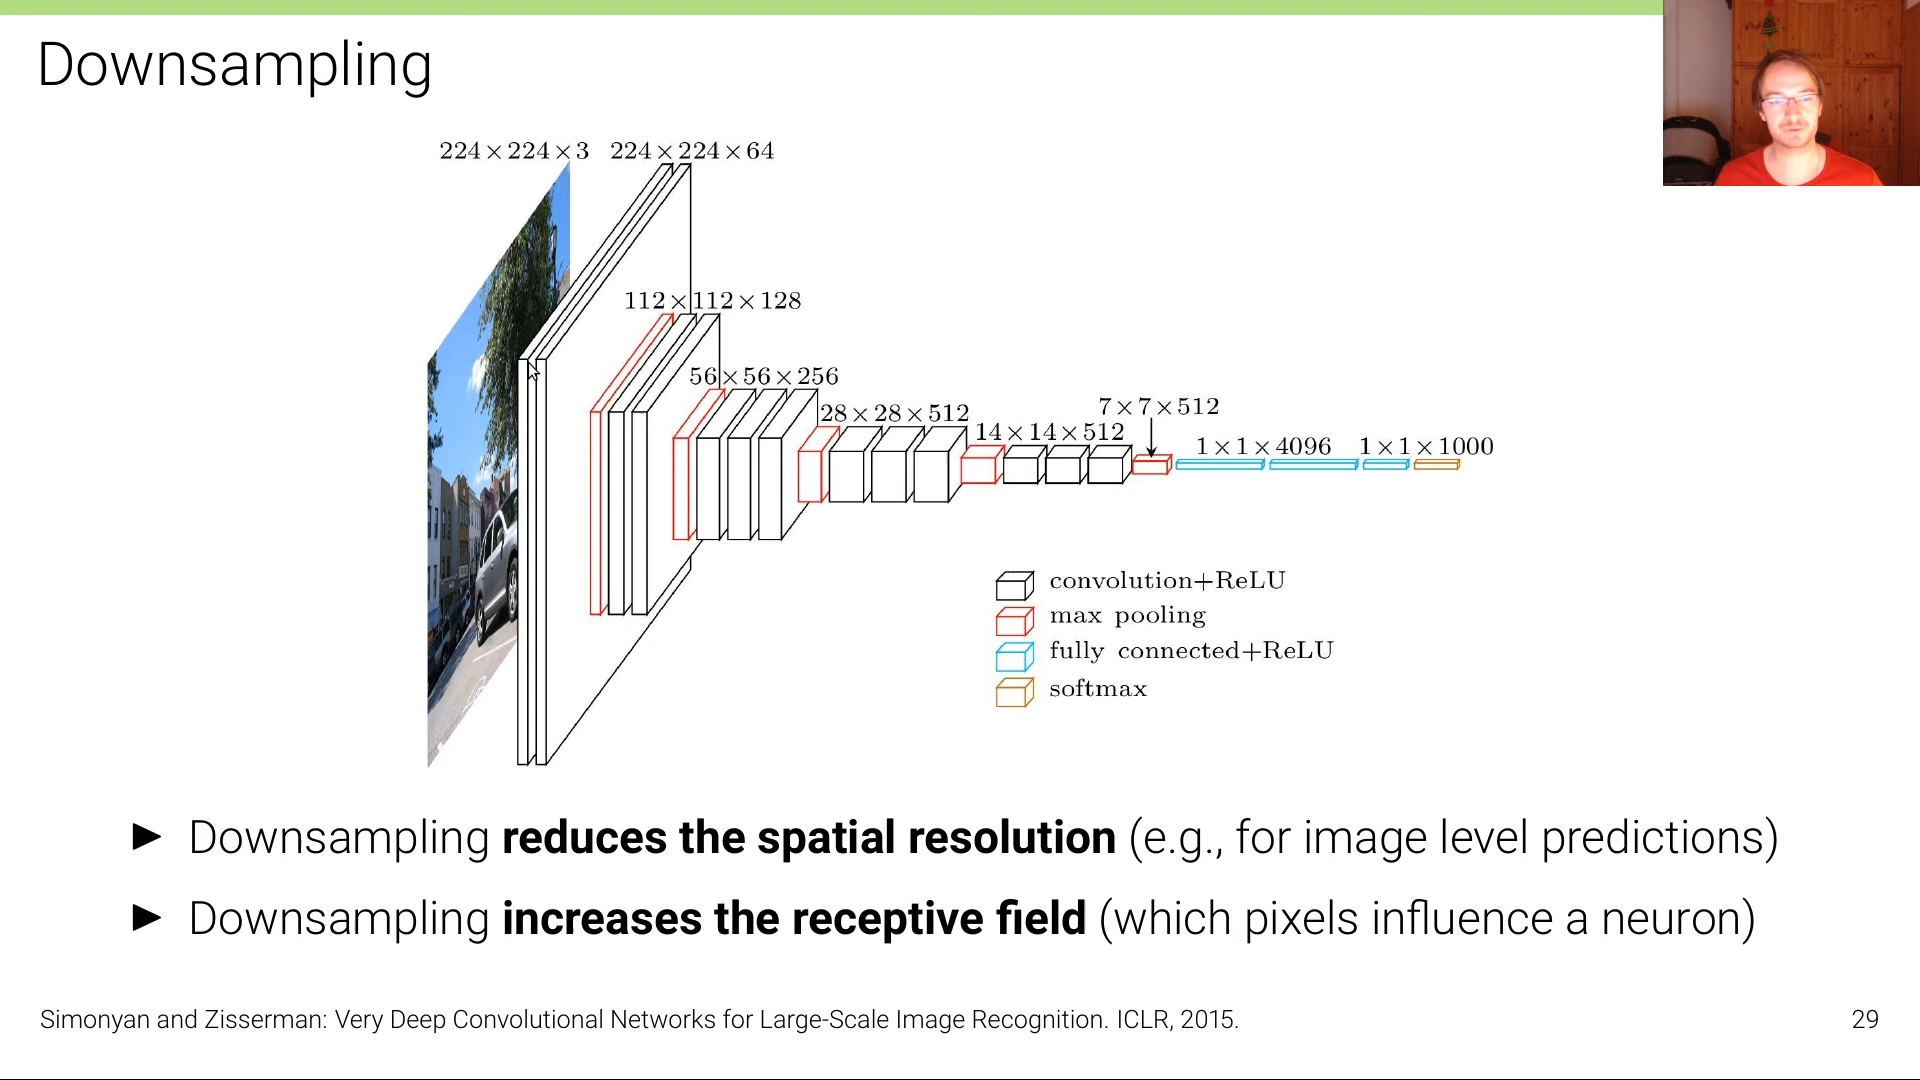 Downsampling
224×224×3 224×224×64
112×112×128
56×56×256
28×28×512
14×14×512
7×7×512
1×1×4096 1×1×1000
convolution+ReLU
max pooling
fully connected+ReLU
softmax
► Downsampling reduces the spatial resolution (e.g., for image level predictions)
► Downsampling increases the receptive field (which pixels influence a neuron)
Simonyan and Zisserman: Very Deep Convolutional Networks for Large-Scale Image Recognition. ICLR, 2015.
29